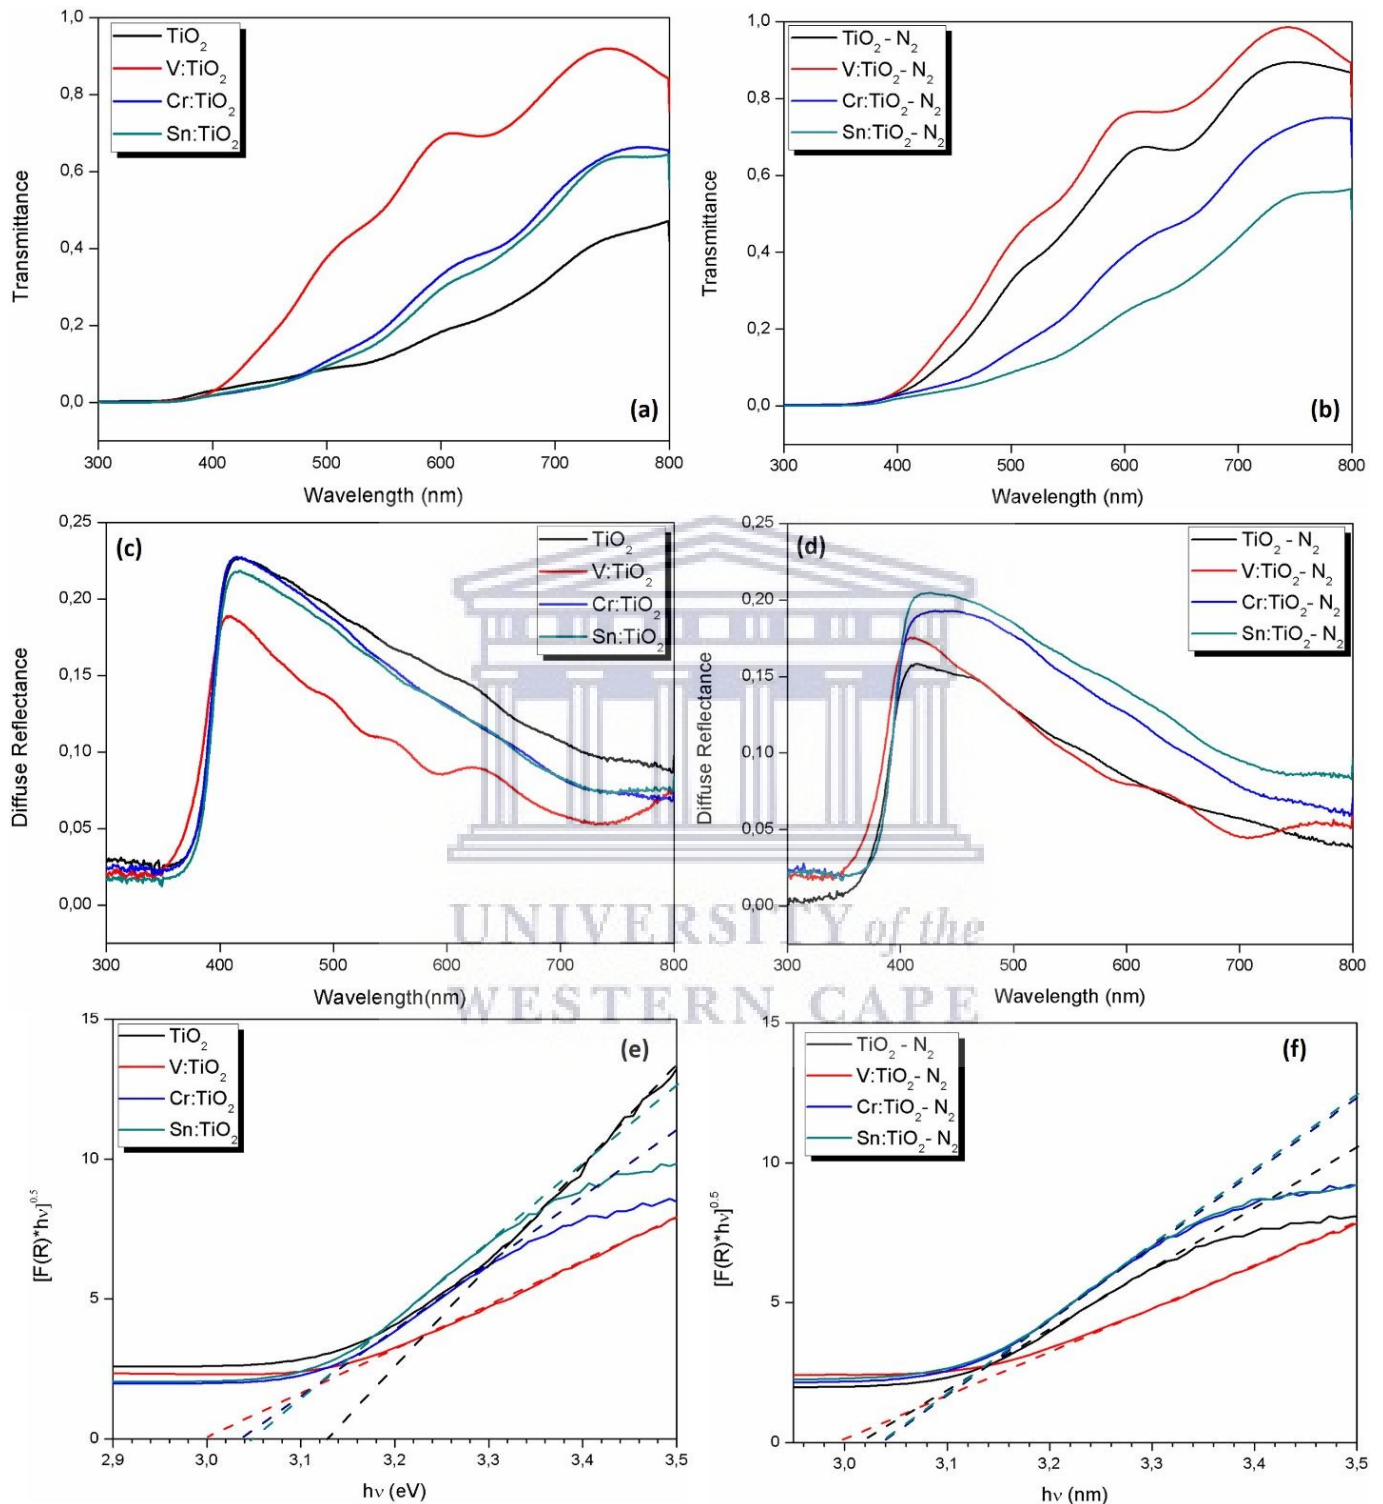 1,0
0,8
0,6
0,4
0,2
0,0
Transmittance
TiO2
V:TiO2
Cr:TiO2
Sn:TiO2
(a)
300 400 500 600 700 800
Wavelength (nm)
1,0
0,8
0,6
0,4
0,2
0,0
Transmittance
TiO2 - N2
V:TiO2- N2
Cr:TiO2- N2
Sn:TiO2- N2
(b)
300 400 500 600 700 800
Wavelength (nm)
0,25
0,20
0,15
0,10
0,05
0,00
Diffuse Reflectance
(c)
TiO2
V:TiO2
Cr:TiO2
Sn:TiO2
300 400 500 600 700 800
Wavelength(nm)
0,25
0,20
0,15
0,10
0,05
0,00
Diffuse Reflectance
(d)
TiO2 - N2
V:TiO2- N2
Cr:TiO2- N2
Sn:TiO2- N2
300 400 500 600 700 800
Wavelength (nm)
UNIVERSITY of the
WESTERN CAPE
15
10
5
0
[F(R)*hν]0.5
TiO2
V:TiO2
Cr:TiO2
Sn:TiO2
(e)
2,9 3,0 3,1 3,2 3,3 3,4 3,5
hν (eV)
15
10
5
0
[F(R)*hν]0.5
TiO2 - N2
V:TiO2- N2
Cr:TiO2- N2
Sn:TiO2- N2
(f)
3,0 3,1 3,2 3,3 3,4 3,5
hν (nm)